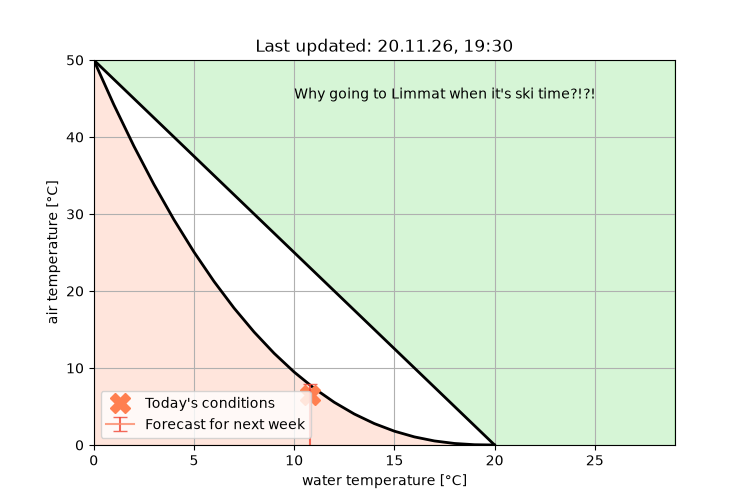 Last updated: 20.11.26, 19:30
50
Why going to Limmat when it's ski time?!?!
40
30
air temperature [°C]
20
10
Today's conditions
Forecast for next week
0
0 5 10 15 20 25
water temperature [°C]